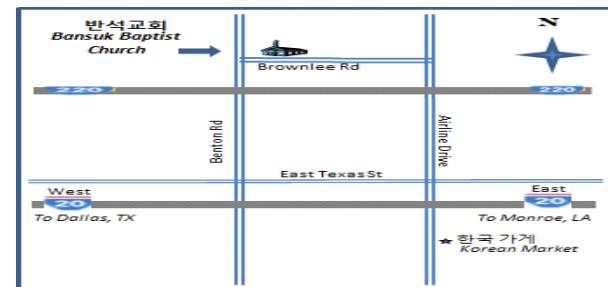 반석교회
Bansuk Baptist
Church
N
Brownlee Rd
220
220
Benton Rd
Airline Drive
East Texas St
West
20
To Dallas, TX
East
20
To Monroe, LA
한국 가게
Korean Market